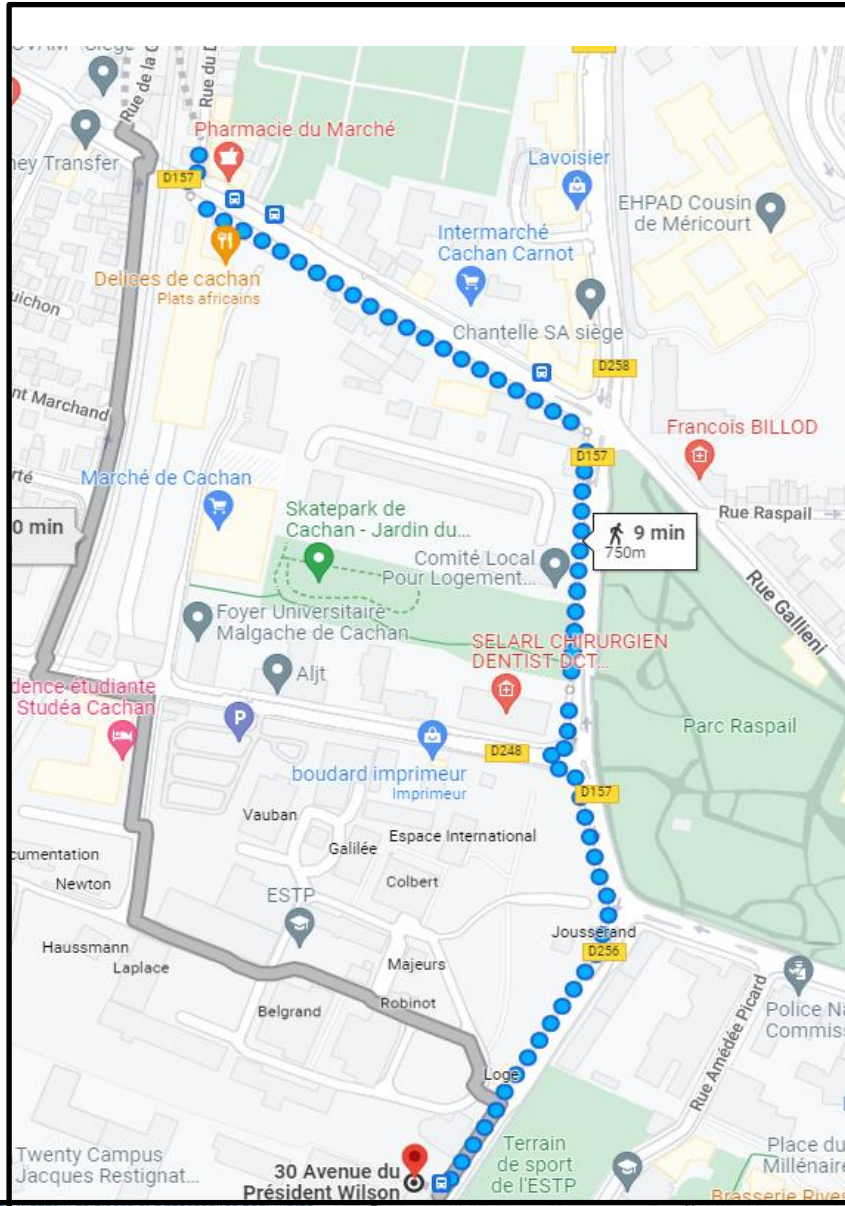 OVAM - Siège
Rue de la C
Rue du D
Pharmacie du Marché
ney Transfer
D157
Lavoisier
EHPAD Cousin
de Méricourt
Intermarché
Cachan Carnot
Delices de cachan
Plats africains
Chantelle SA siège
uichon
D258
nt Marchand
Francois BILLOD
D157
erté
Marché de Cachan
0 min
Skatepark de
Cachan - Jardin du...
9 min
750m
Rue Raspail
Comité Local
Pour Logement...
Rue Gallieni
Foyer Universitaire
Malgache de Cachan
SELARL CHIRURGIEN
DENTIST DCT...
Aljt
dence étudiante
Studéa Cachan
P
Parc Raspail
D248
boudard imprimeur
Imprimeur
D157
Vauban
Espace International
Galilée
cumentation
Newton
Colbert
ESTP
Jousserand
D256
Haussmann
Laplace
Majeurs
Robinot
Belgrand
Police Na
Commiss
Rue Amédée Picard
Loge
Twenty Campus
Jacques Restignat...
30 Avenue du
Président Wilson
Terrain
de sport
de l'ESTP
Place du
Millénaire
Brasserie Rives